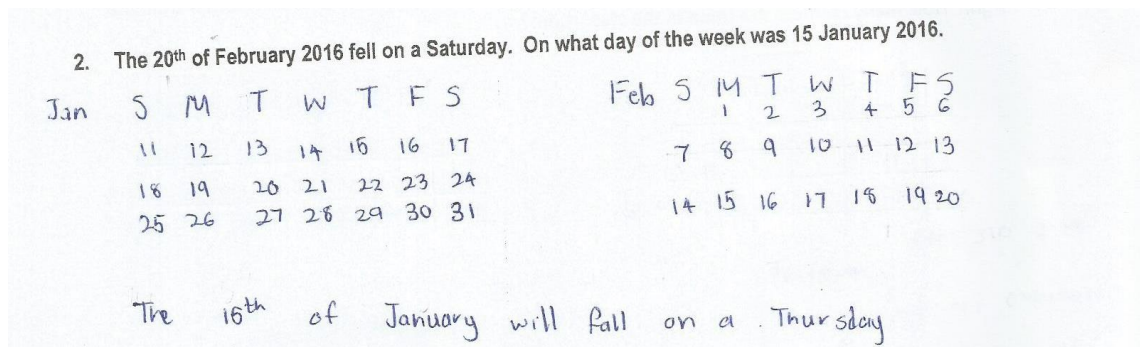 2. The 20th of February 2016 fell on a Saturday. On what day of the week was 15 January 2016.
Jan S M T W T F S
11 12 13 14 15 16 17
18 19 20 21 22 23 24
25 26 27 28 29 30 31
Feb S M T W T F S
1 2 3 4 5 6
7 8 9 10 11 12 13
14 15 16 17 18 19 20
The 15th of January will fall on a Thursday